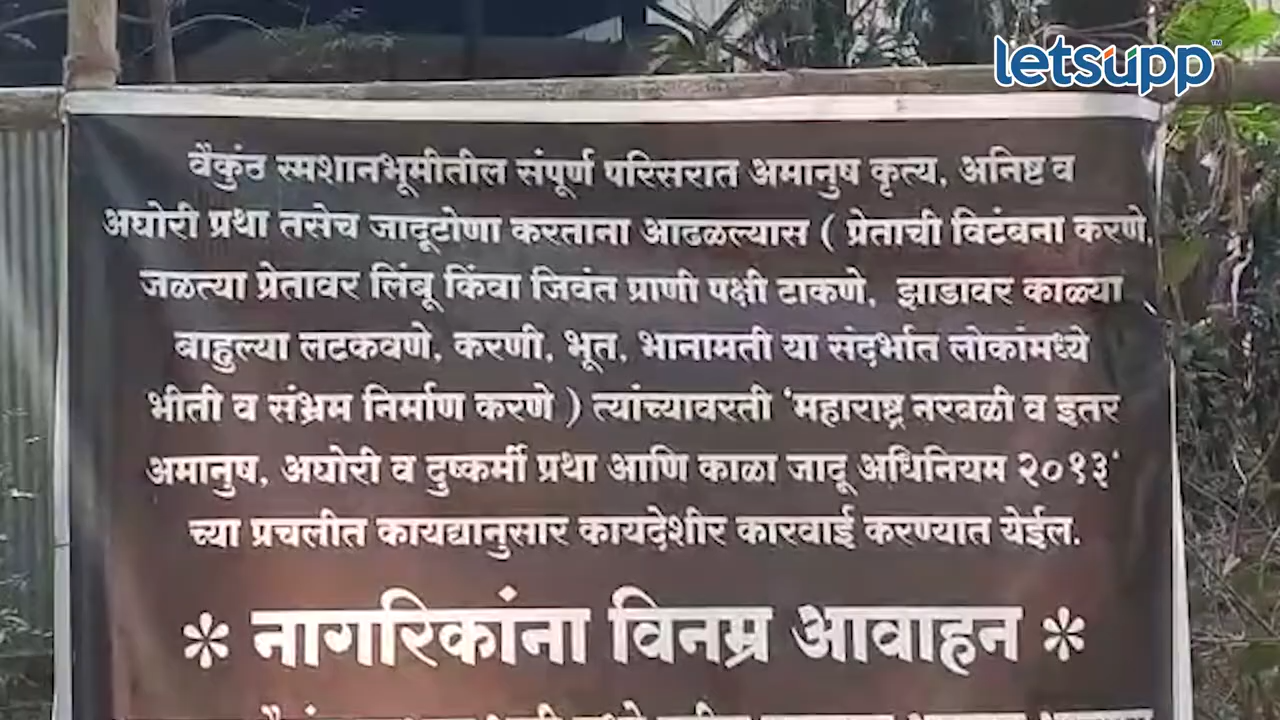 letsupp™
वैकुंठ स्मशानभूमीतील संपूर्ण परिसरात अमानुष कृत्य, अनिष्ट व
अघोरी प्रथा तसेच जादूटोणा करताना आढळल्यास ( प्रेताची विटंबना करणे,
जळत्या प्रेतावर लिंबू किंवा जिवंत प्राणी पक्षी टाकणे, झाडावर काळ्या
बाहुल्या लटकवणे, करणी, भूत, भानामती या संदर्भात लोकांमध्ये
भीती व संभ्रम निर्माण करणे ) त्यांच्यावरती 'महाराष्ट्र नरबळी व इतर
अमानुष, अघोरी व दुष्कर्मी प्रथा आणि काळा जादू अधिनियम २०१३'
च्या प्रचलीत कायद्यानुसार कायदेशीर कारवाई करण्यात येईल.
* नागरिकांना विनम्र आवाहन *